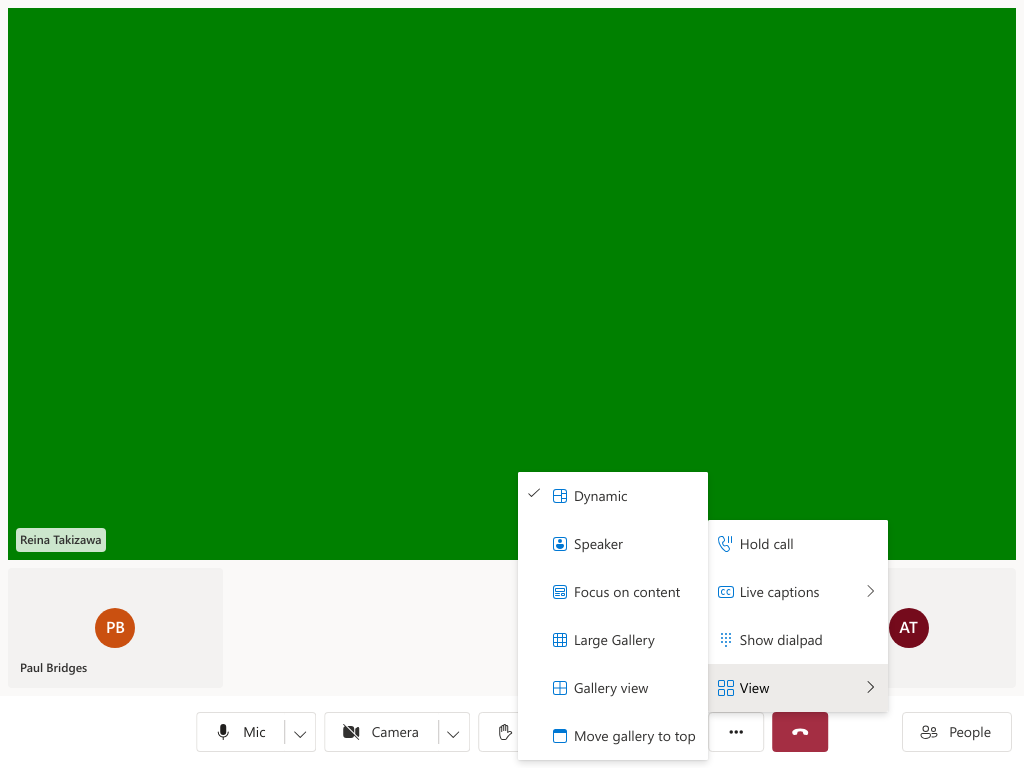 Reina Takizawa
Dynamic
Speaker
Focus on content
Large Gallery
Gallery view
Move gallery to top
Hold call
CC Live captions
Show dialpad
View
PB
Paul Bridges
AT
Mic
Camera
People